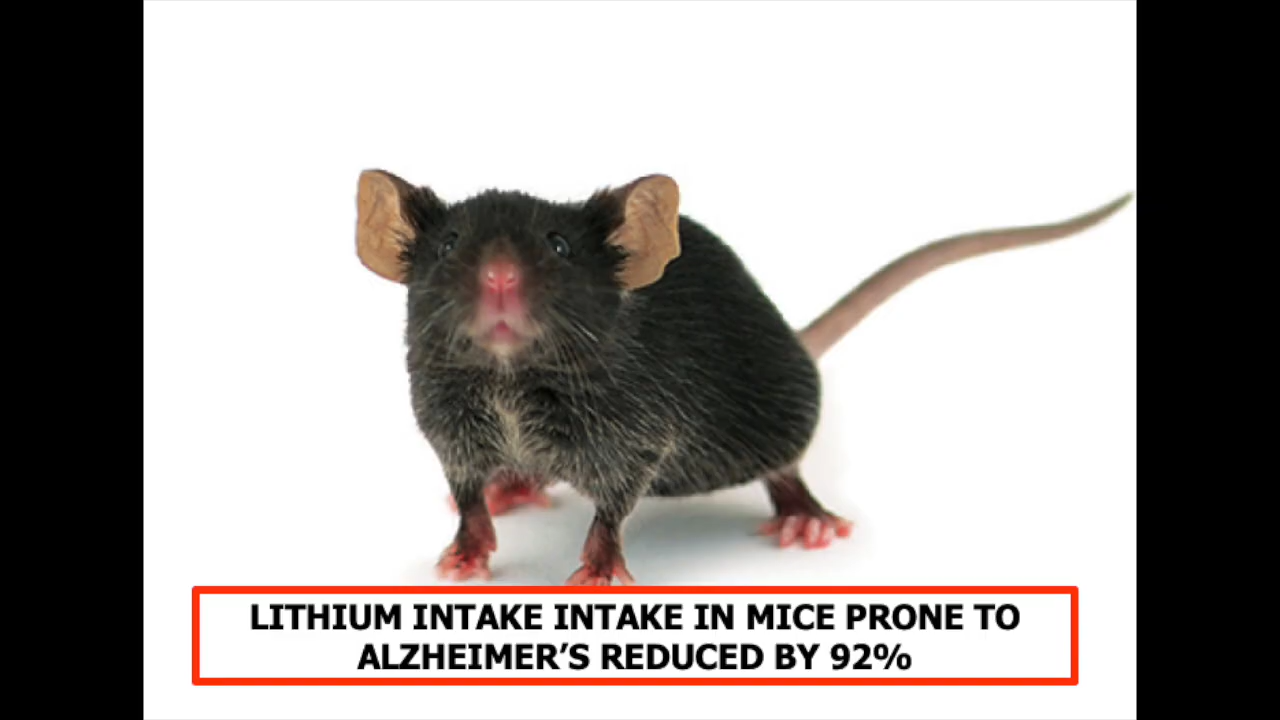 LITHIUM INTAKE INTAKE IN MICE PRONE TO
ALZHEIMER’S REDUCED BY 92%